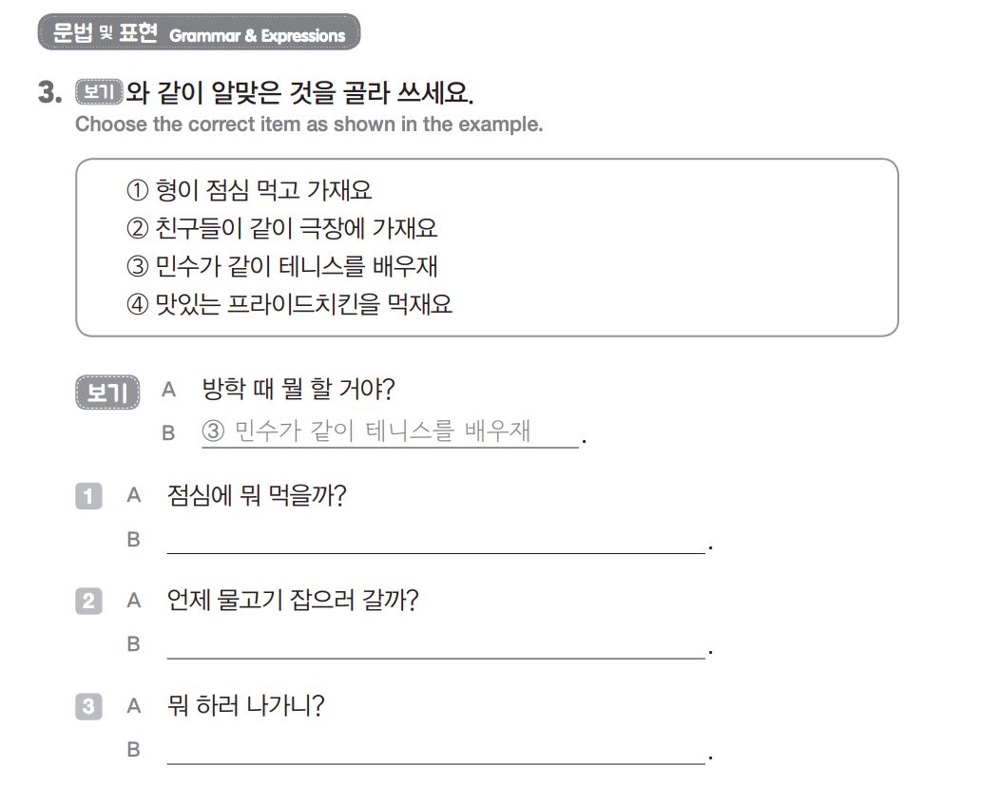 문법 및 표현 Grammar & Expressions
3. 보기와 같이 알맞은 것을 골라 쓰세요.
Choose the correct item as shown in the example.
① 형이 점심 먹고 가재요
② 친구들이 같이 극장에 가재요
③ 민수가 같이 테니스를 배우재
④ 맛있는 프라이드치킨을 먹재요
보기 A 방학 때 뭘 할 거야?
B ③ 민수가 같이 테니스를 배우재.
1 A 점심에 뭐 먹을까?
B .
2 A 언제 물고기 잡으러 갈까?
B .
3 A 뭐 하러 나가니?
B .